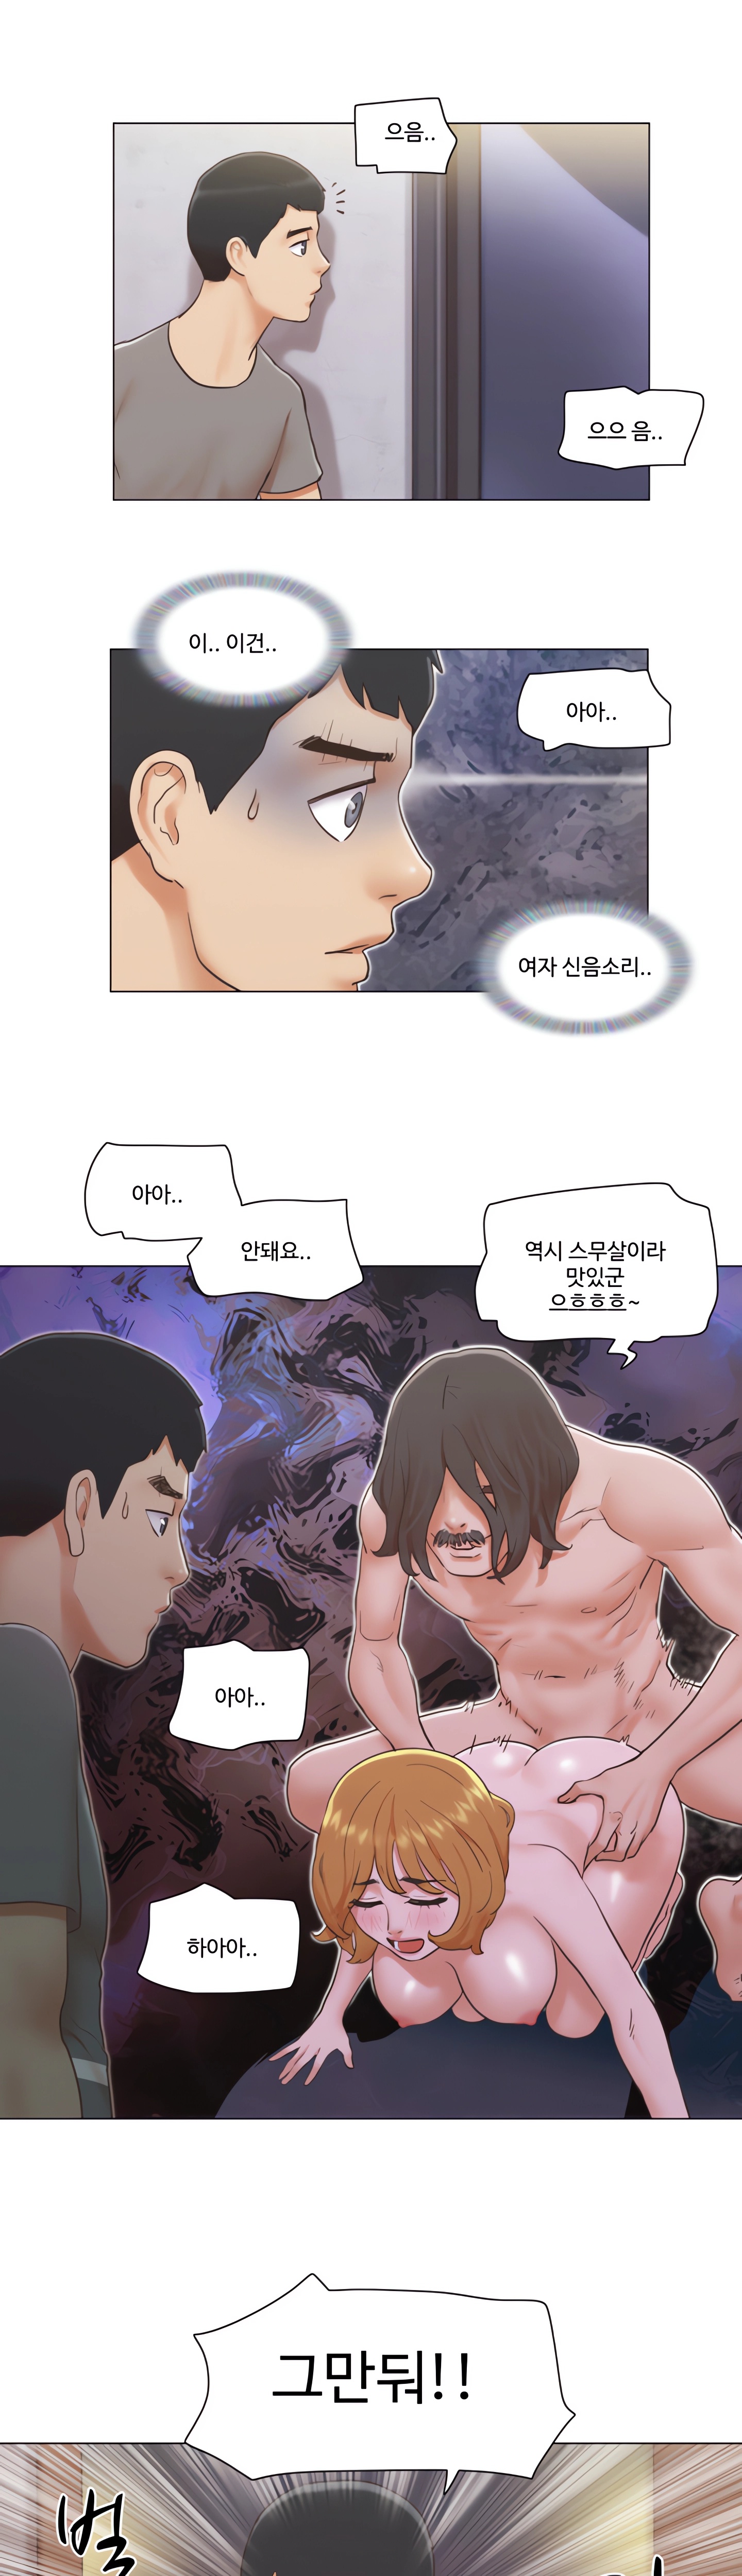 으음..
으으 음..
이.. 이건..
아아..
여자 신음소리..
아아..
안돼요..
역시 스무살이라
맛있군
으흐흐흐~
아아..
하아아..
그만둬!!
벌